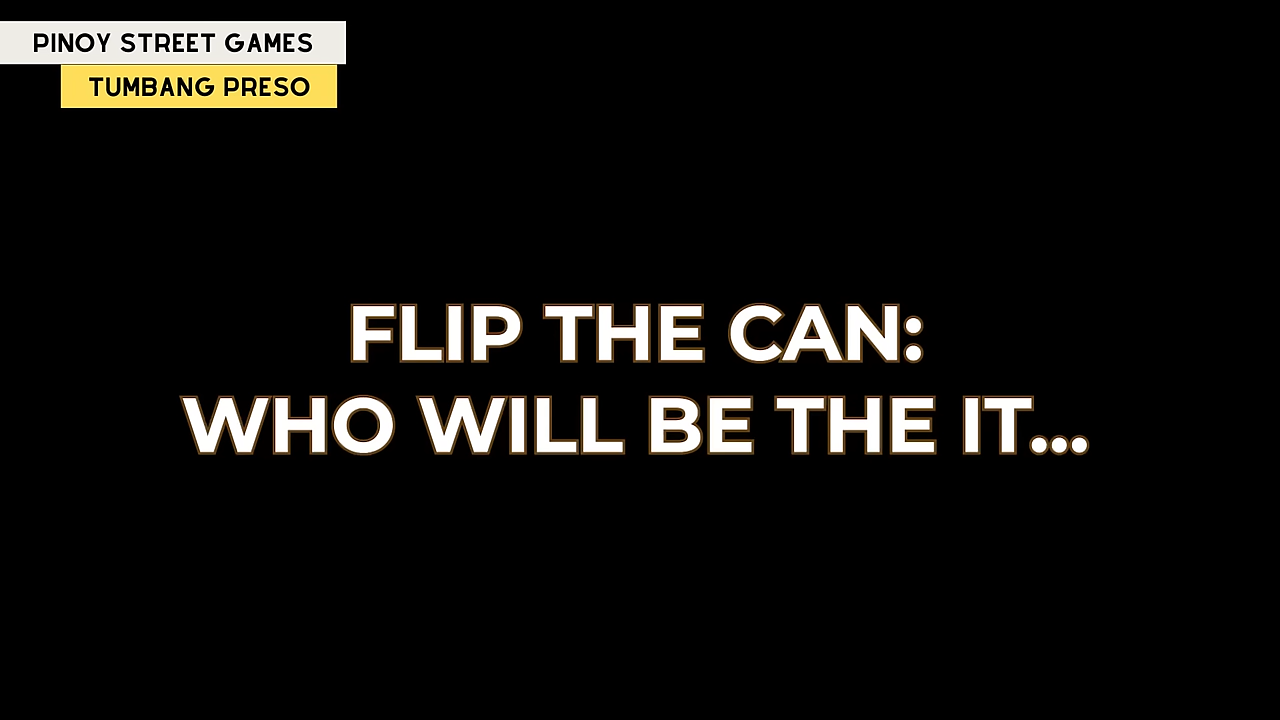 PINOY STREET GAMES
TUMBANG PRESO
FLIP THE CAN:
WHO WILL BE THE IT...